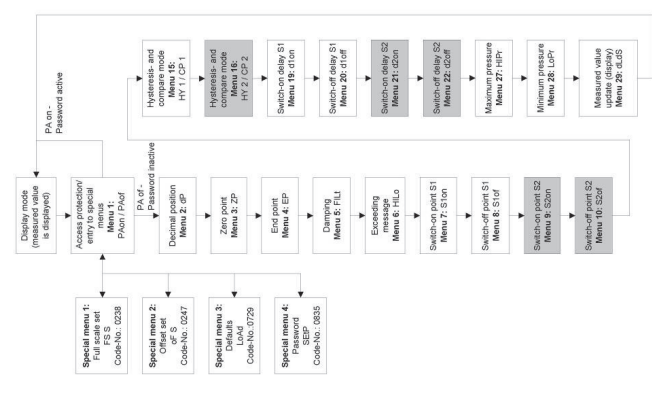 Display mode
(measured value
is displayed)
PA on -
Password active
Access protection/
entry to special
menus
Menu 1:
PAon / PAof
PA of -
Password inactive
Special menu 1:
Full scale set
FS S
Code-No.: 0238
Special menu 2:
Offset set
oF S
Code-No.: 0247
Special menu 3:
Defaults
LoAd
Code-No.:0729
Special menu 4:
Password
SEtP
Code-No.: 0835
Decimal position
Menu 2: dP
Zero point
Menu 3: ZP
End point
Menu 4: EP
Damping
Menu 5: FILt
Exceeding
message
Menu 6: HILo
Switch-on point S1
Menu 7: S1on
Switch-off point S1
Menu 8: S1of
Switch-on point S2
Menu 9: S2on
Switch-off point S2
Menu 10: S2of
Hysteresis- and
compare mode
Menu 15:
HY 1 / CP 1
Hysteresis- and
compare mode
Menu 16:
HY 2 / CP 2
Switch-on delay S1
Menu 19: d1on
Switch-off delay S1
Menu 20: d1off
Switch-on delay S2
Menu 21: d2on
Switch-off delay S2
Menu 22: d2off
Maximum pressure
Menu 27: HIPr
Minimum pressure
Menu 28: LoPr
Measured value
update (display)
Menu 29: dLdS